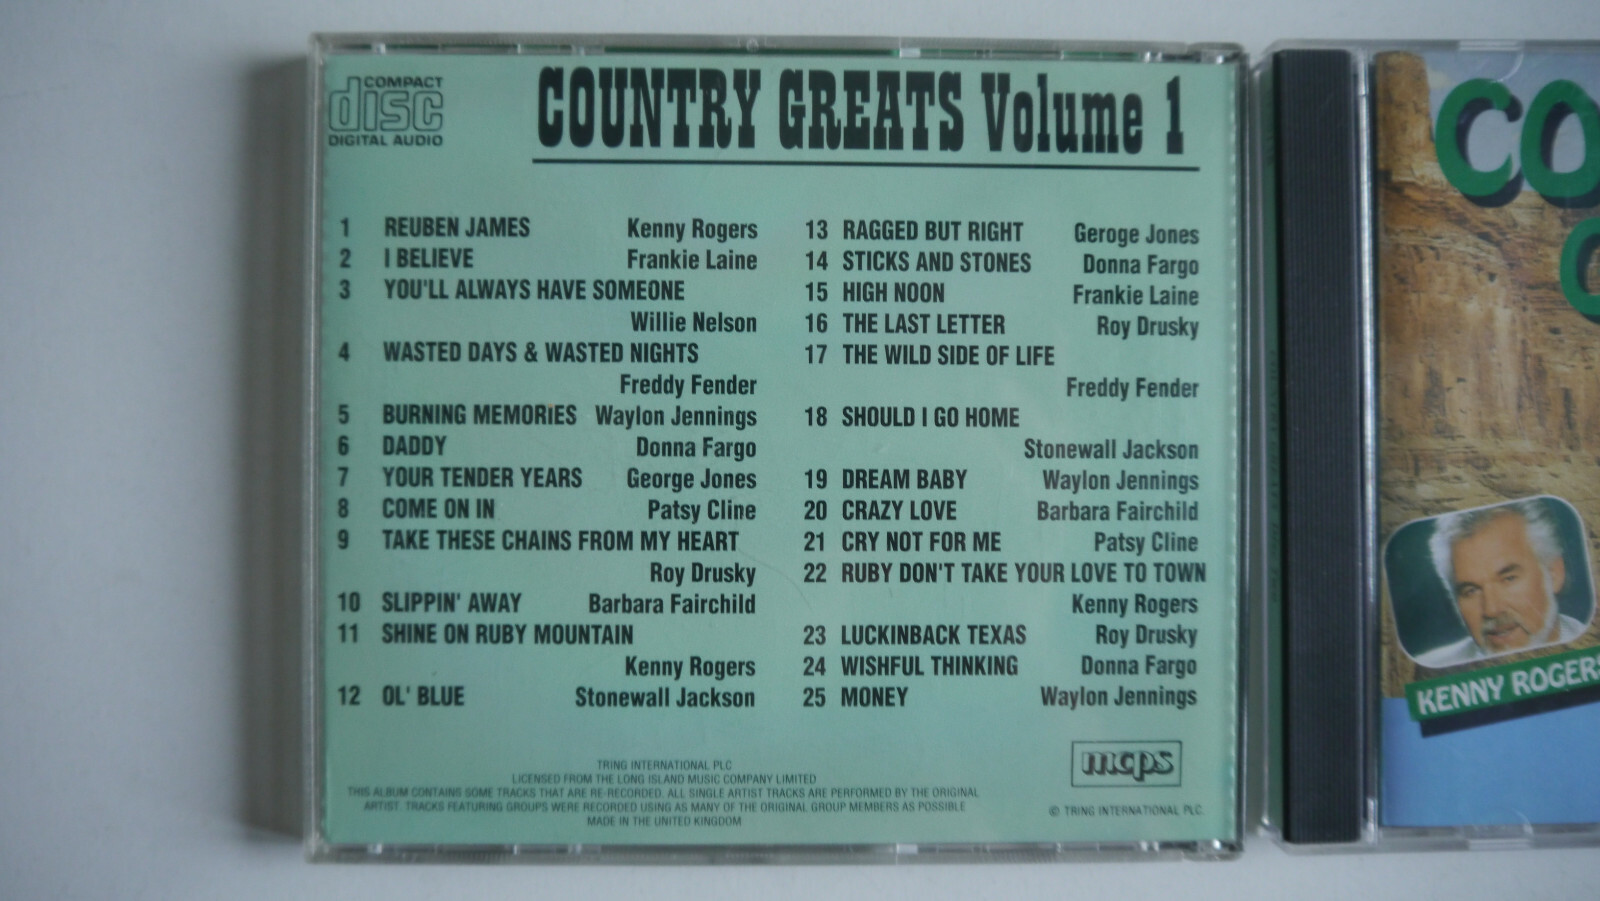 COMPACT
disc
DIGITAL AUDIO
COUNTRY GREATS Volume 1
1 REUBEN JAMES Kenny Rogers
2 I BELIEVE Frankie Laine
3 YOU'LL ALWAYS HAVE SOMEONE
Willie Nelson
4 WASTED DAYS & WASTED NIGHTS
Freddy Fender
5 BURNING MEMORIES Waylon Jennings
6 DADDY Donna Fargo
7 YOUR TENDER YEARS George Jones
8 COME ON IN Patsy Cline
9 TAKE THESE CHAINS FROM MY HEART
Roy Drusky
10 SLIPPIN' AWAY Barbara Fairchild
11 SHINE ON RUBY MOUNTAIN
Kenny Rogers
12 OL' BLUE Stonewall Jackson
13 RAGGED BUT RIGHT Geroge Jones
14 STICKS AND STONES Donna Fargo
15 HIGH NOON Frankie Laine
16 THE LAST LETTER Roy Drusky
17 THE WILD SIDE OF LIFE
Freddy Fender
18 SHOULD I GO HOME
Stonewall Jackson
19 DREAM BABY Waylon Jennings
20 CRAZY LOVE Barbara Fairchild
21 CRY NOT FOR ME Patsy Cline
22 RUBY DON'T TAKE YOUR LOVE TO TOWN
Kenny Rogers
23 LUCKINBACK TEXAS Roy Drusky
24 WISHFUL THINKING Donna Fargo
25 MONEY Waylon Jennings
TRING INTERNATIONAL PLC
LICENSED FROM THE LONG ISLAND MUSIC COMPANY LIMITED
THIS ALBUM CONTAINS SOME TRACKS THAT ARE RE-RECORDED. ALL SINGLE ARTIST TRACKS ARE PERFORMED BY THE ORIGINAL
ARTIST. TRACKS FEATURING GROUPS WERE RECORDED USING AS MANY OF THE ORIGINAL GROUP MEMBERS AS POSSIBLE
MADE IN THE UNITED KINGDOM
mcps
© TRING INTERNATIONAL PLC.
CO
KENNY ROGERS